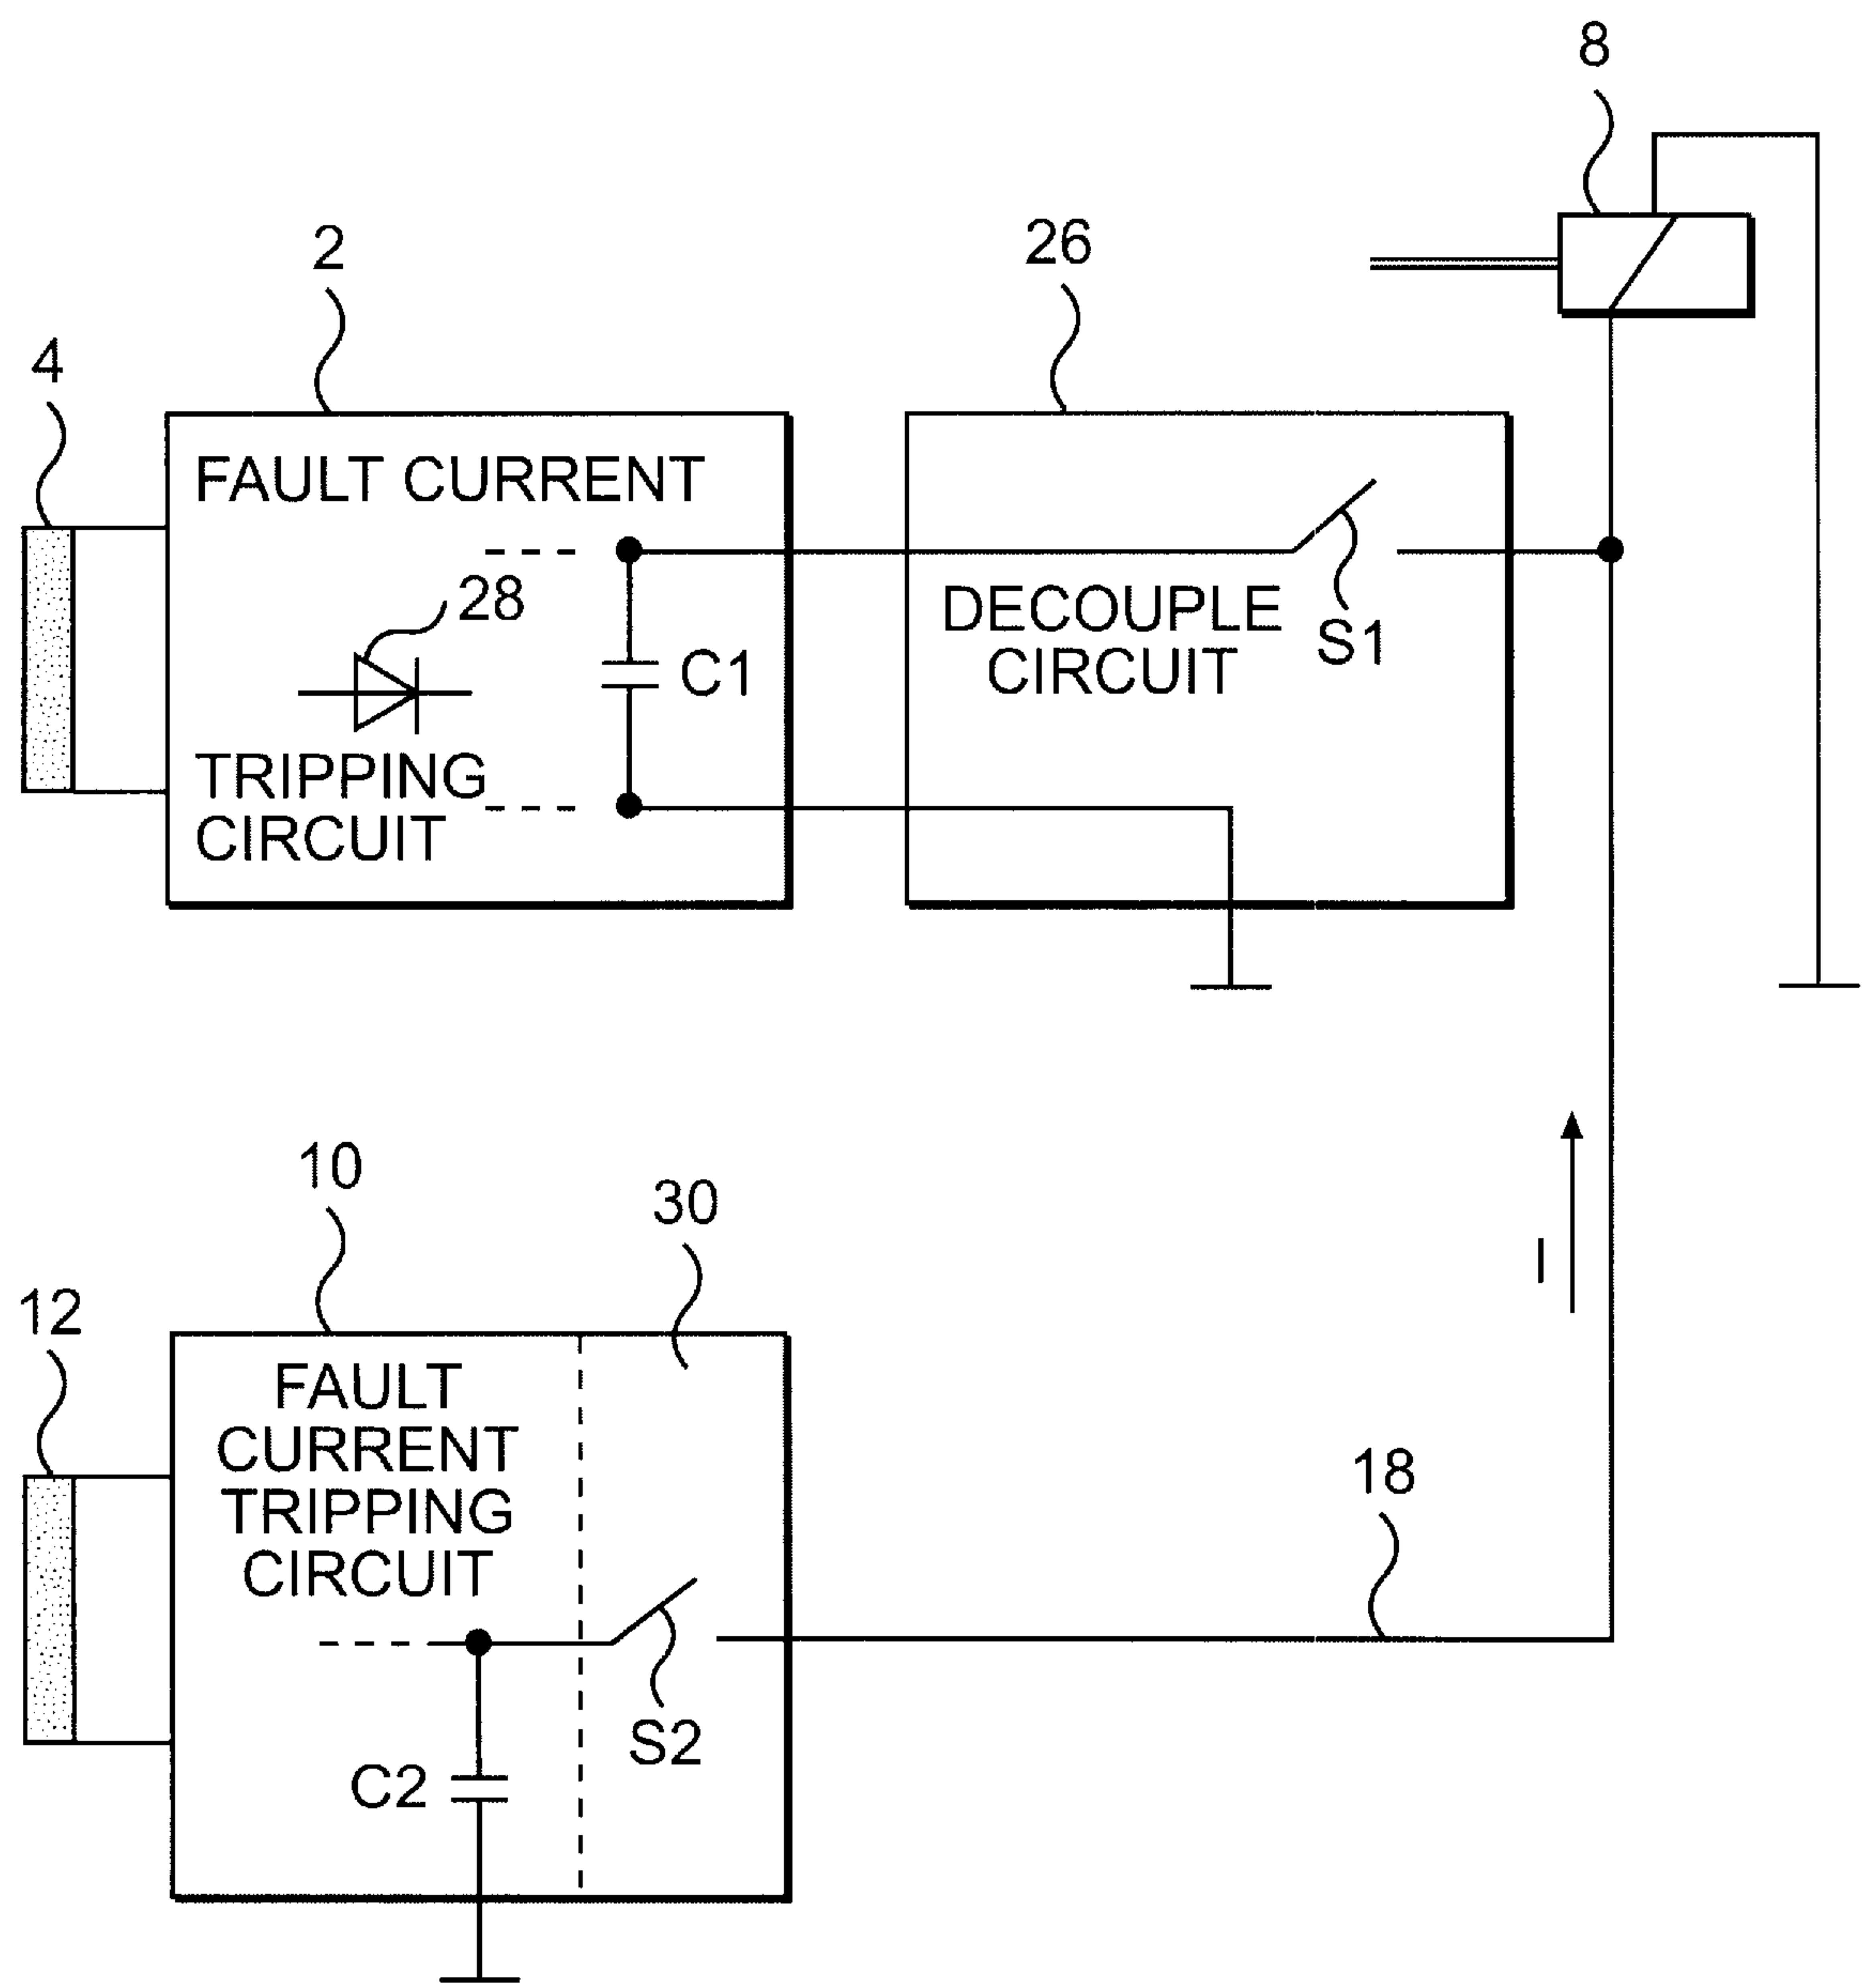 8
2
26
4
FAULT CURRENT
28
C1
TRIPPING
CIRCUIT
DECOUPLE
CIRCUIT
S1
10
30
12
I
FAULT
CURRENT
TRIPPING
CIRCUIT
18
S2
C2